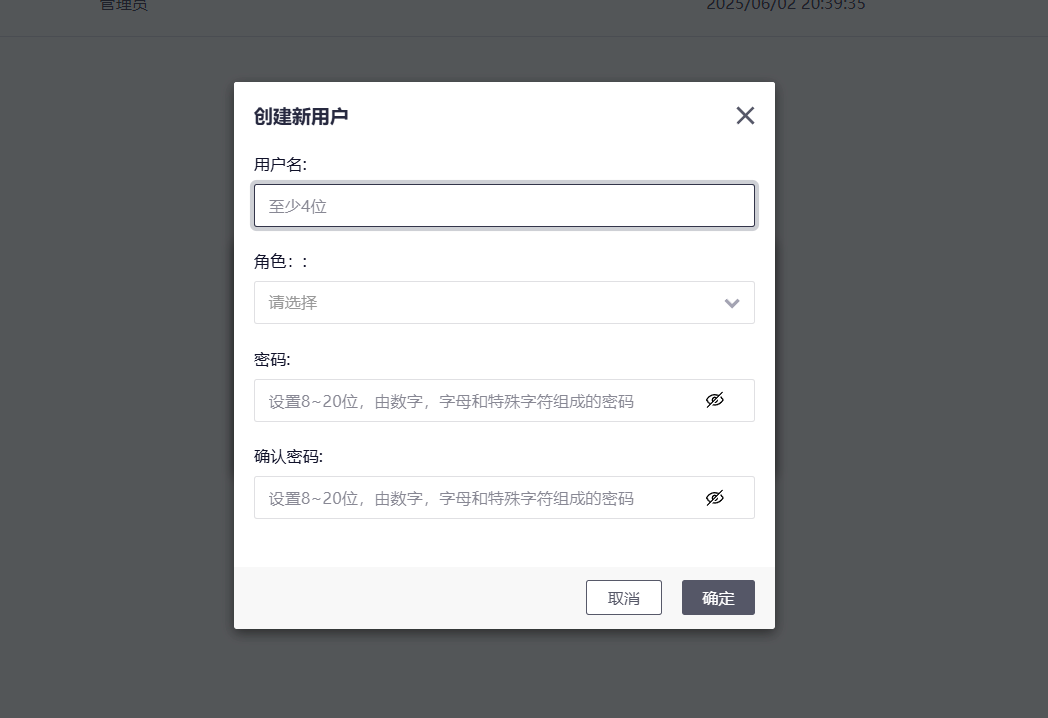 管理员 2025/06/02 20:39:35
创建新用户
用户名:
至少4位
角色：:
请选择
密码:
设置8~20位，由数字，字母和特殊字符组成的密码
确认密码:
设置8~20位，由数字，字母和特殊字符组成的密码
取消 确定